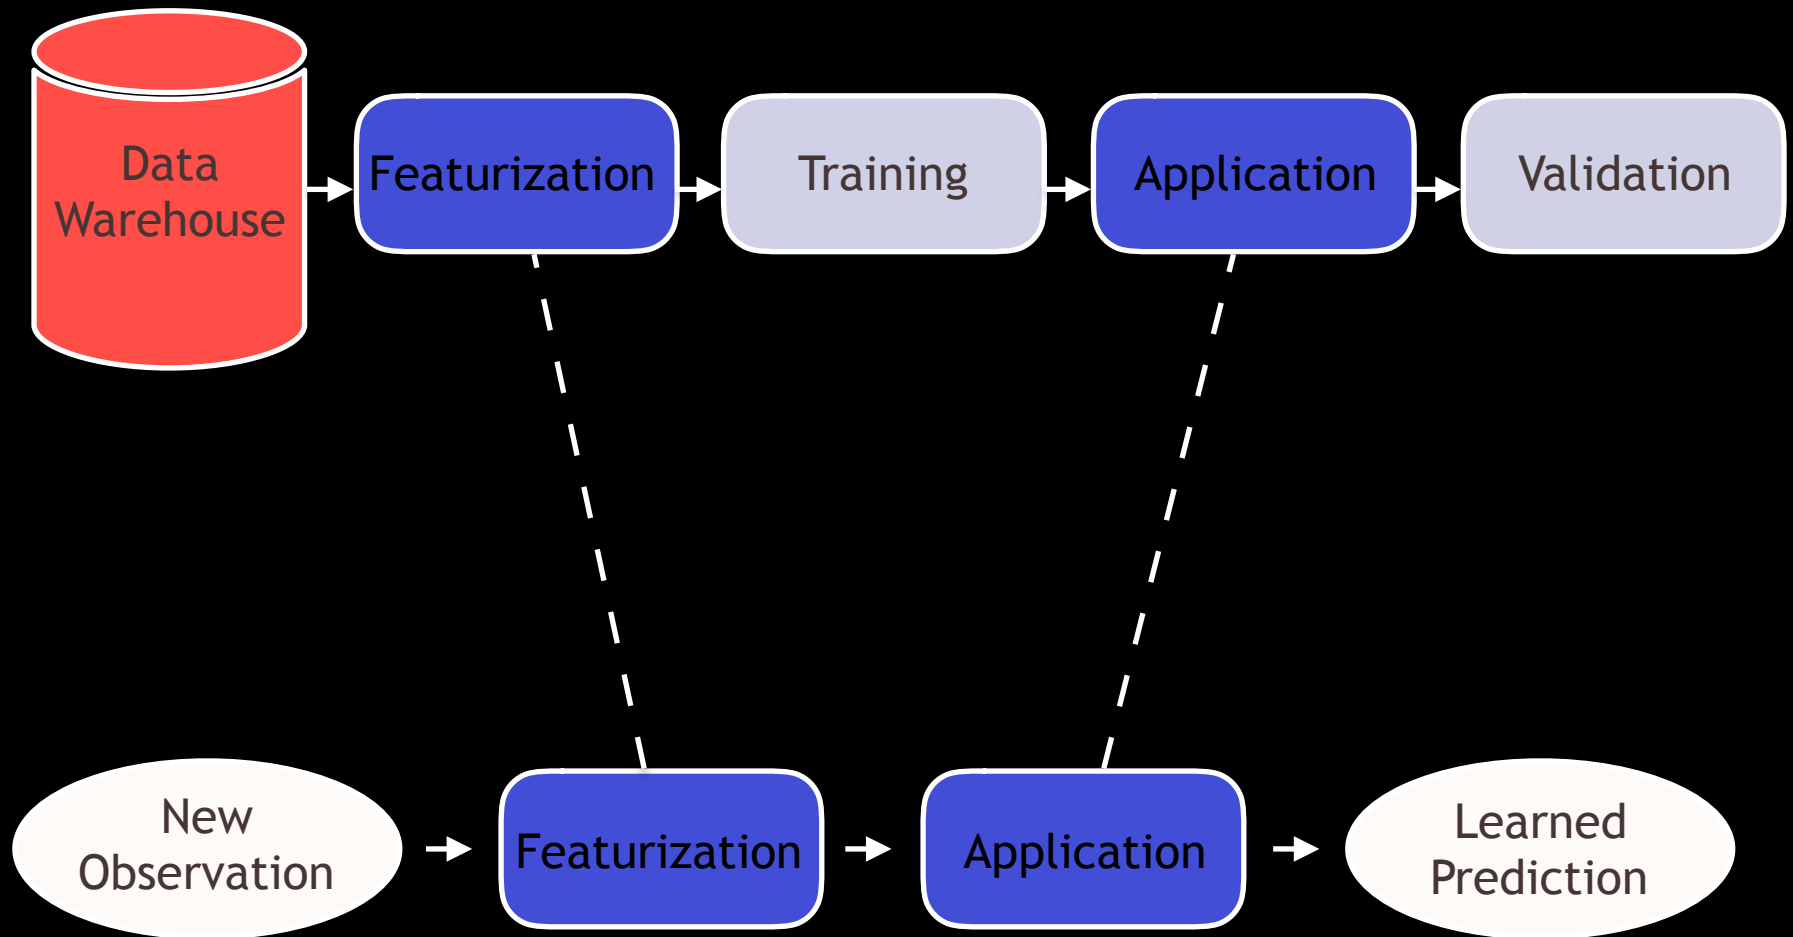 Data
Warehouse
Featurization
Training
Application
Validation
New
Observation
Featurization
Application
Learned
Prediction